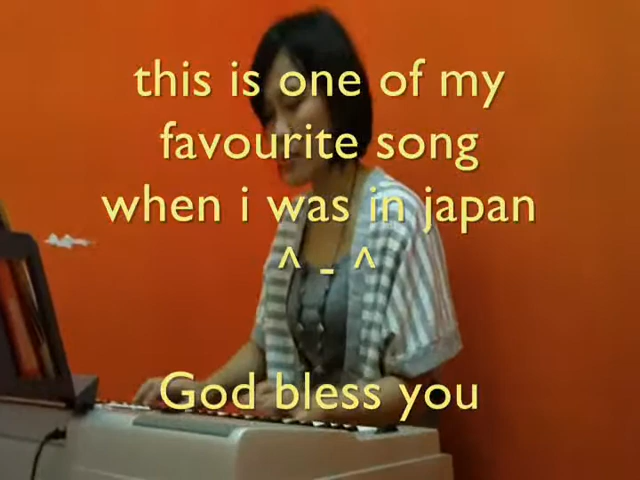 this is one of my
favourite song
when i was in japan
^ - ^
God bless you